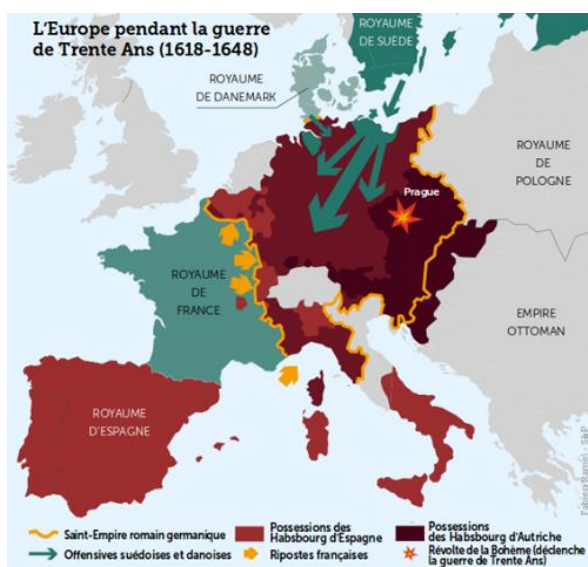 L'Europe pendant la guerre
de Trente Ans (1618-1648)
ROYAUME
DE SUÈDE
ROYAUME
DE DANEMARK
ROYAUME
DE
POLOGNE
Prague
ROYAUME
DE
FRANCE
EMPIRE
OTTOMAN
ROYAUME
D'ESPAGNE
Saint-Empire romain germanique
Possessions des
Habsbourg d'Espagne
Possessions
des Habsbourg d'Autriche
Offensives suédoises et danoises
Ripostes françaises
Révolte de la Bohème (déclenche
la guerre de Trente Ans)